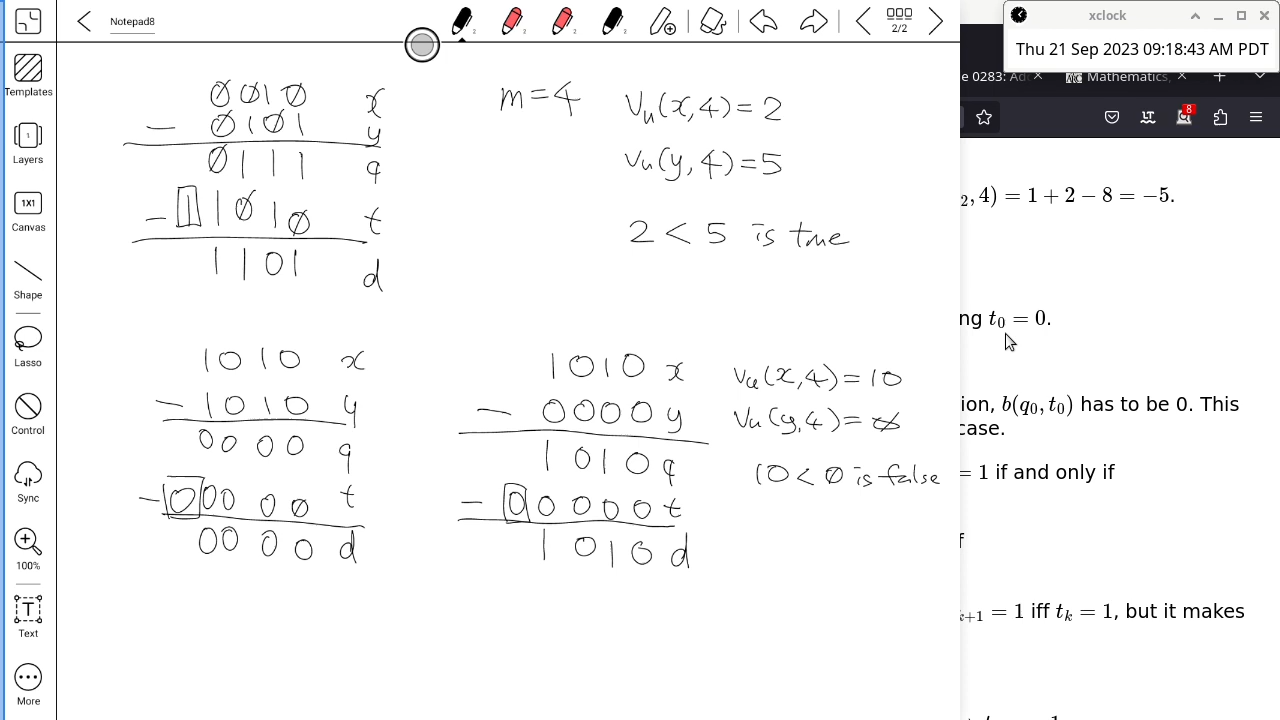 Notepad8
2/2
xclock
Thu 21 Sep 2023 09:18:43 AM PDT
e 0283: Ad
Mathematics,
8
Templates
Layers
1X1
Canvas
Shape
Lasso
Control
Sync
100%
Text
More
0010 x
- 0101 y
0111 q
- 11010 t
1101 d
m=4
Vu(x,4)=2
Vu(y,4)=5
2<5 is true
1010 x
- 1010 y
0000 q
- 00000 t
0000 d
1010 x
- 0000 y
1010 q
- 00000 t
1010 d
Vu(x,4)=10
Vu(y,4)=0
10<0 is false
₂, 4) = 1 + 2 − 8 = −5.
ng t₀ = 0.
ion, b(q₀, t₀) has to be 0. This
case.
= 1 if and only if
f
ₖ₊₁ = 1 iff tₖ = 1, but it makes